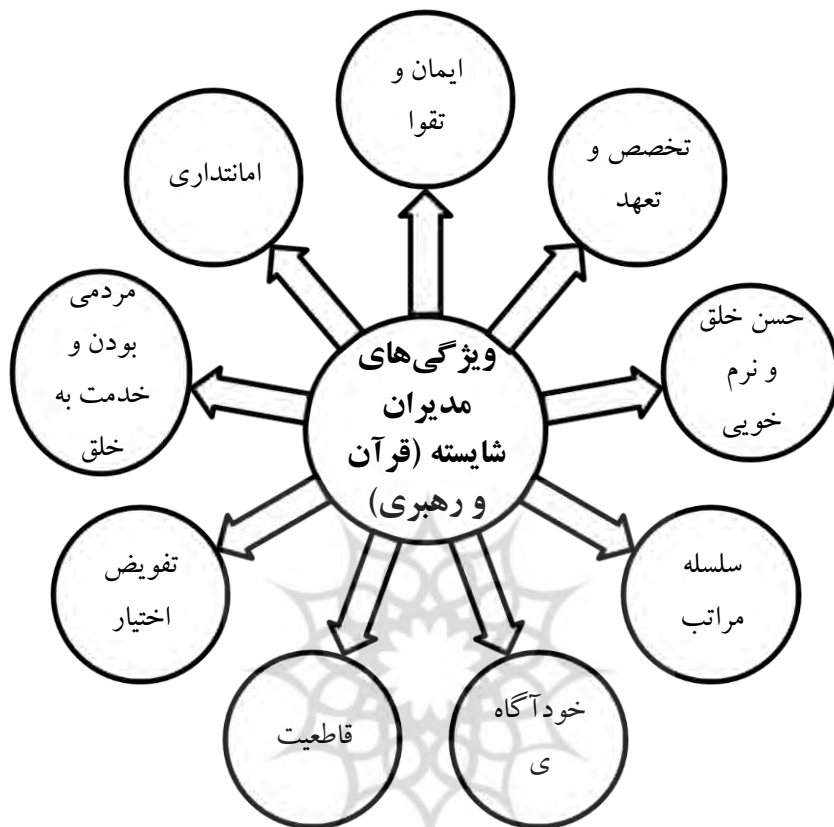 ایمان و
تقوا
تخصص و
تعهد
حسن خلق
و نرم
خویی
سلسله
مراتب
خودآگاه
ی
قاطعیت
تفویض
اختیار
مردمی
بودن و
خدمت به
خلق
امانتداری
ویژگی‌های
مدیران
شایسته (قرآن
و رهبری)